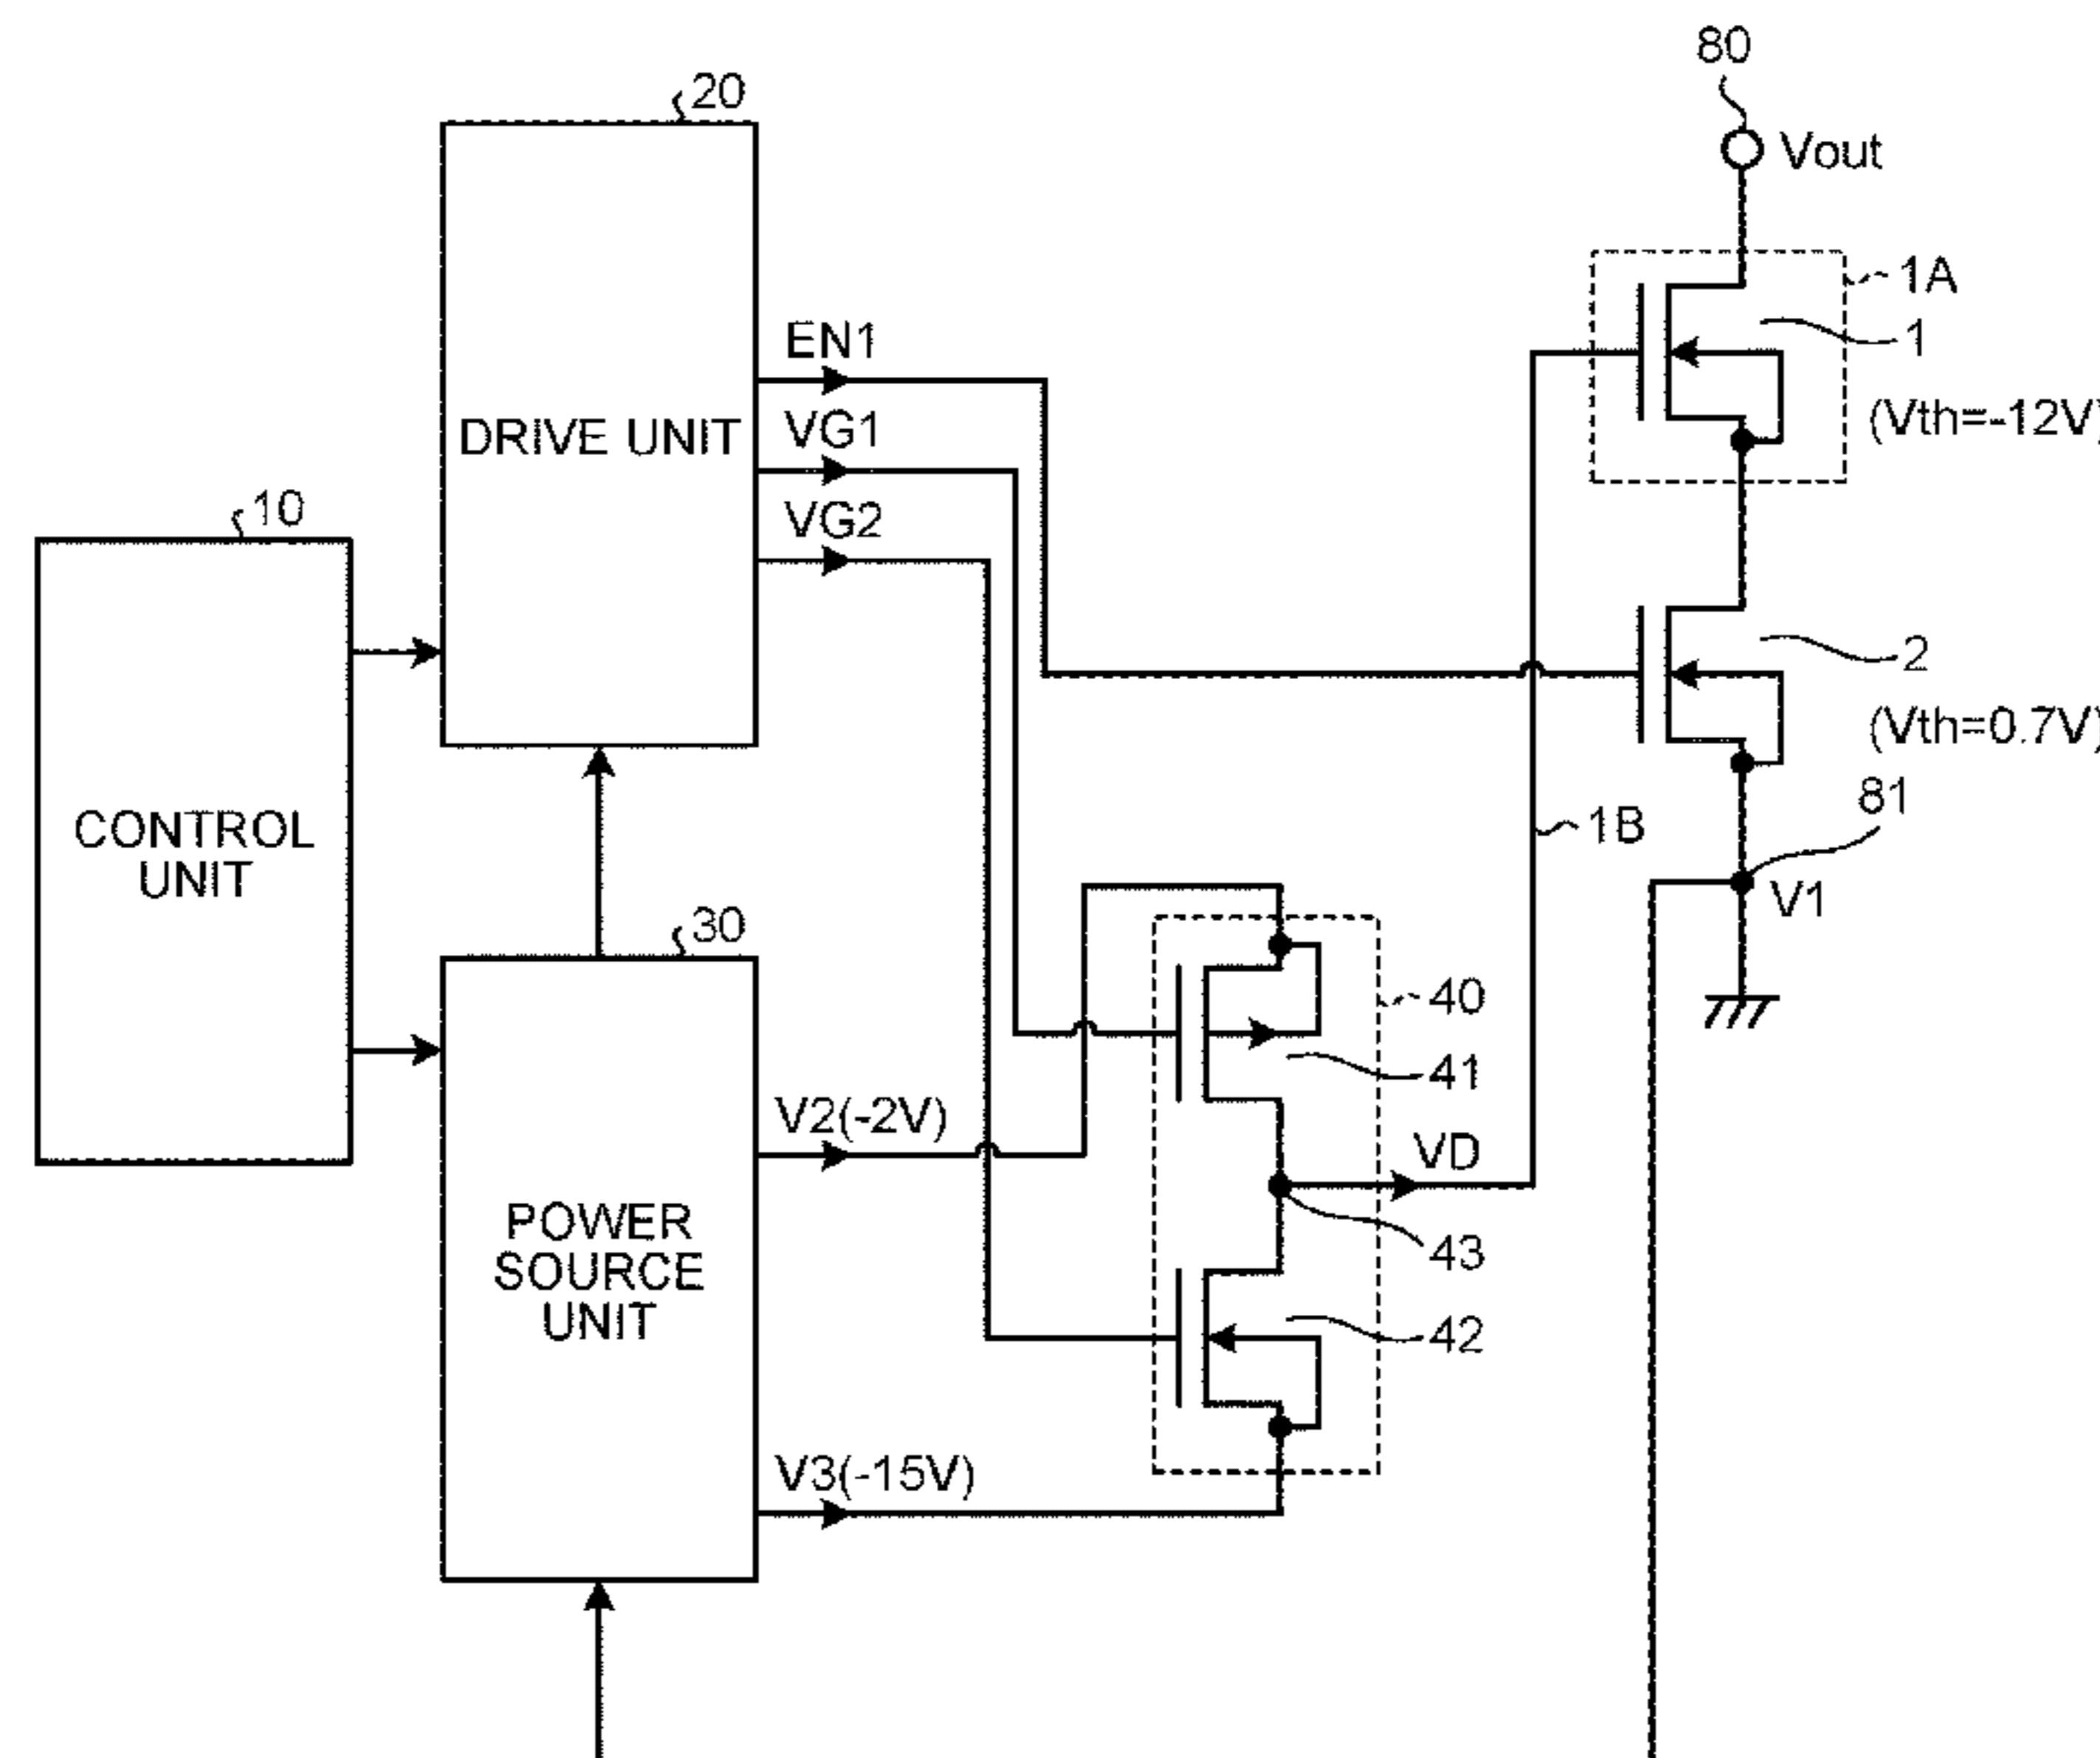 80
Vout
20
1A
1
EN1
VG1
VG2
DRIVE UNIT
(Vth=-12V)
10
2
(Vth=0.7V)
81
V1
CONTROL
UNIT
1B
30
40
41
V2(-2V)
VD
43
POWER
SOURCE
UNIT
42
V3(-15V)